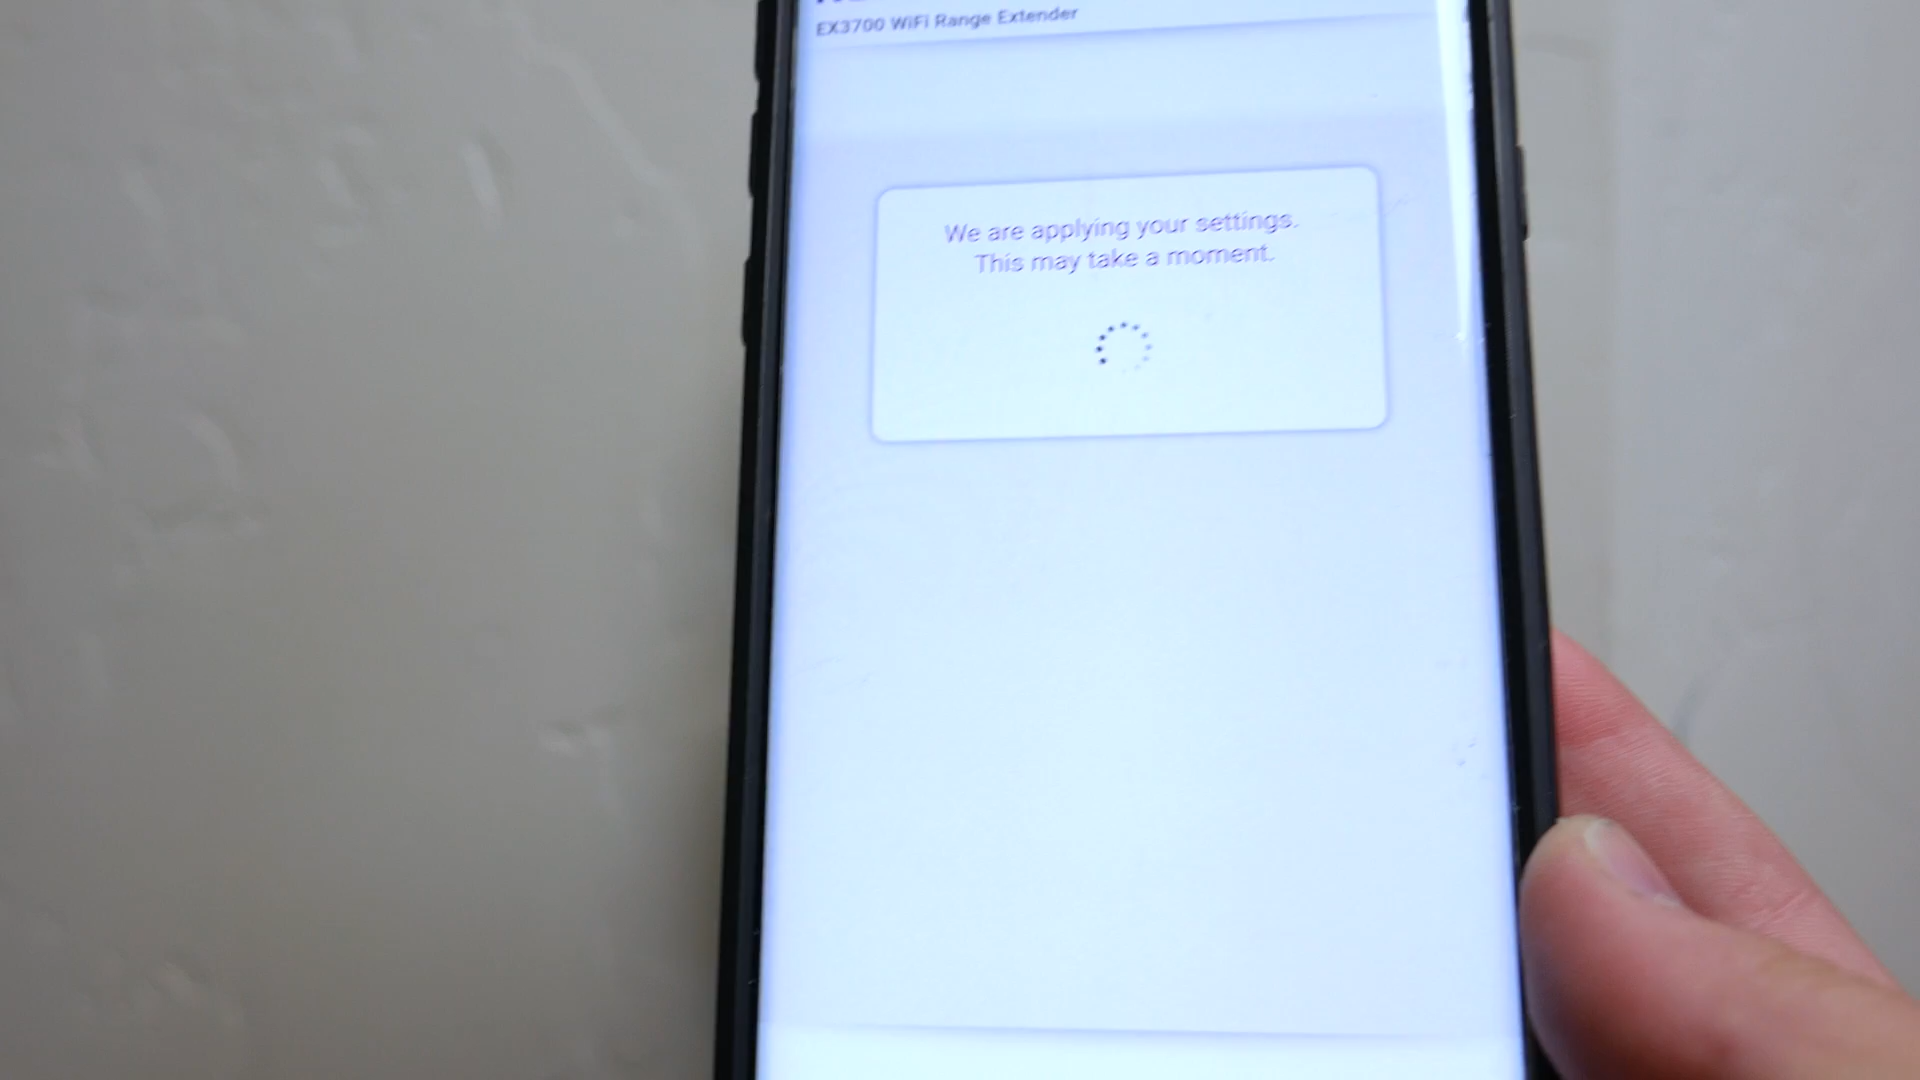 EX3700 WiFi Range Extender
We are applying your settings.
This may take a moment.